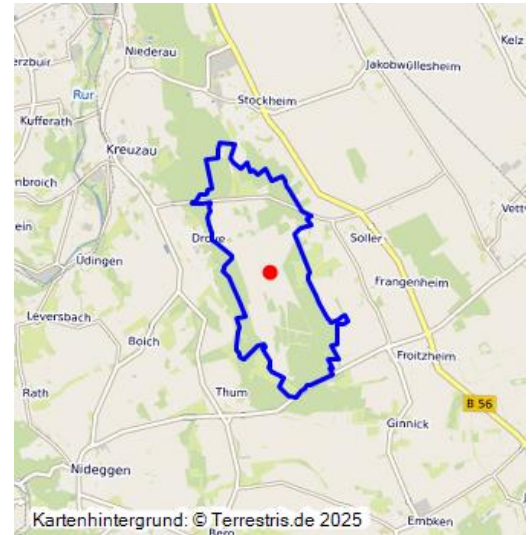 Niederau
Kelz
Jakobwüllesheim
Rur
Stockheim
Kufferath
Kreuzau
Vett
Drove
Soller
Üdingen
Frangenheim
Leversbach
Boich
Froitzheim
Rath
Thum
B 56
Ginnick
Nideggen
Kartenhintergrund: © Terrestris.de 2025
Embken